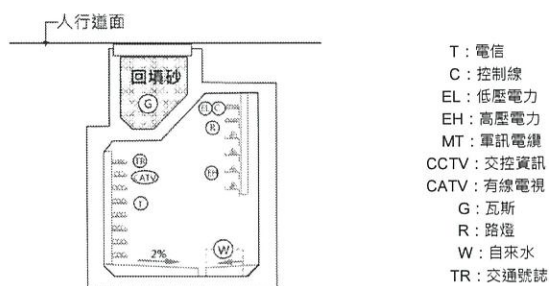 人行道面
回填砂
G
EL C
R
TR
CATV
EH
T
W
2%
T：電信
C：控制線
EL：低壓電力
EH：高壓電力
MT：軍訊電纜
CCTV：交控資訊
CATV：有線電視
G：瓦斯
R：路燈
W：自來水
TR：交通號誌